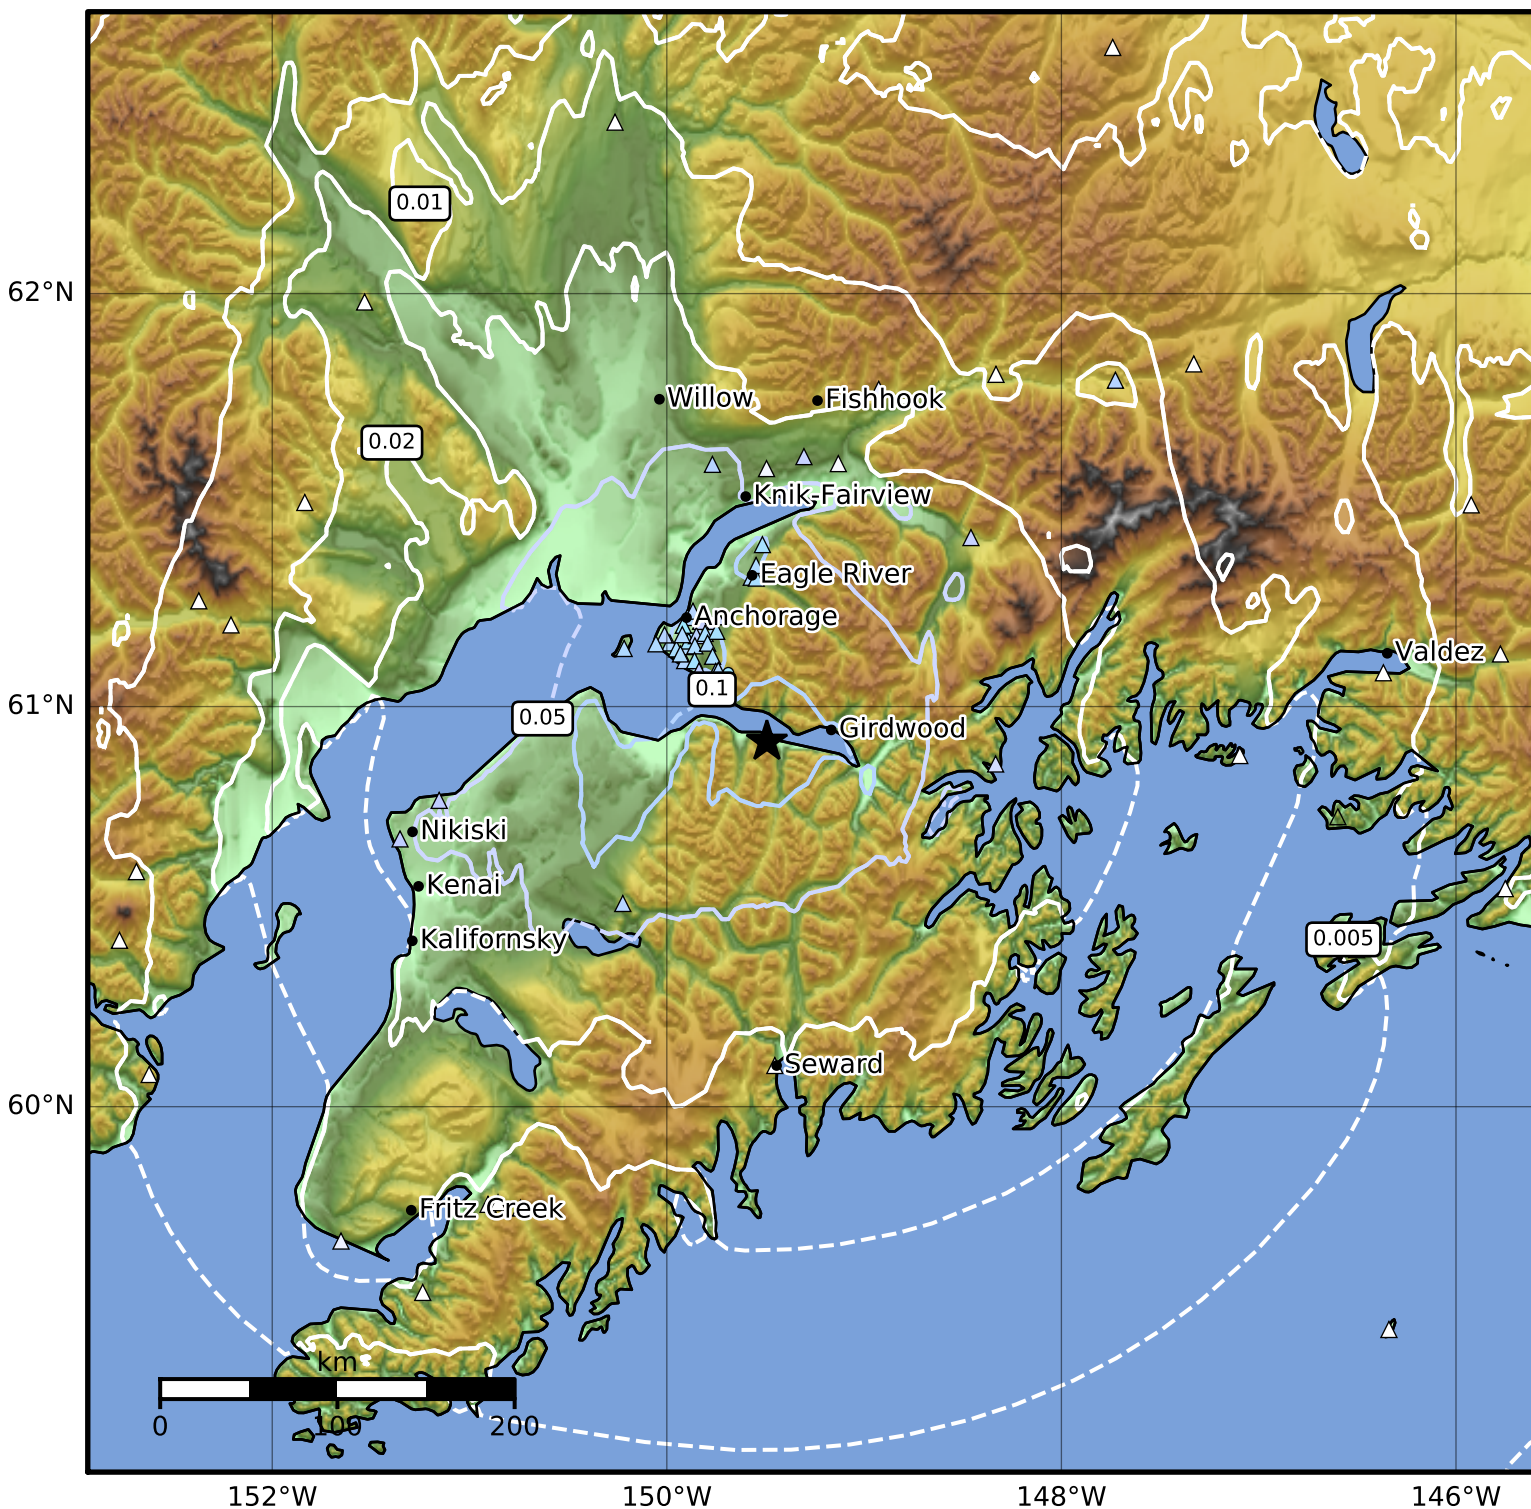 0.01
62°N
Willow
Fishhook
0.02
Knik-Fairview
Eagle River
Anchorage
Valdez
0.1
61°N
0.05
Girdwood
Nikiski
Kenai
Kalifornsky
0.005
Seward
60°N
Fritz Creek
km
0 100 200
152°W 150°W 148°W 146°W